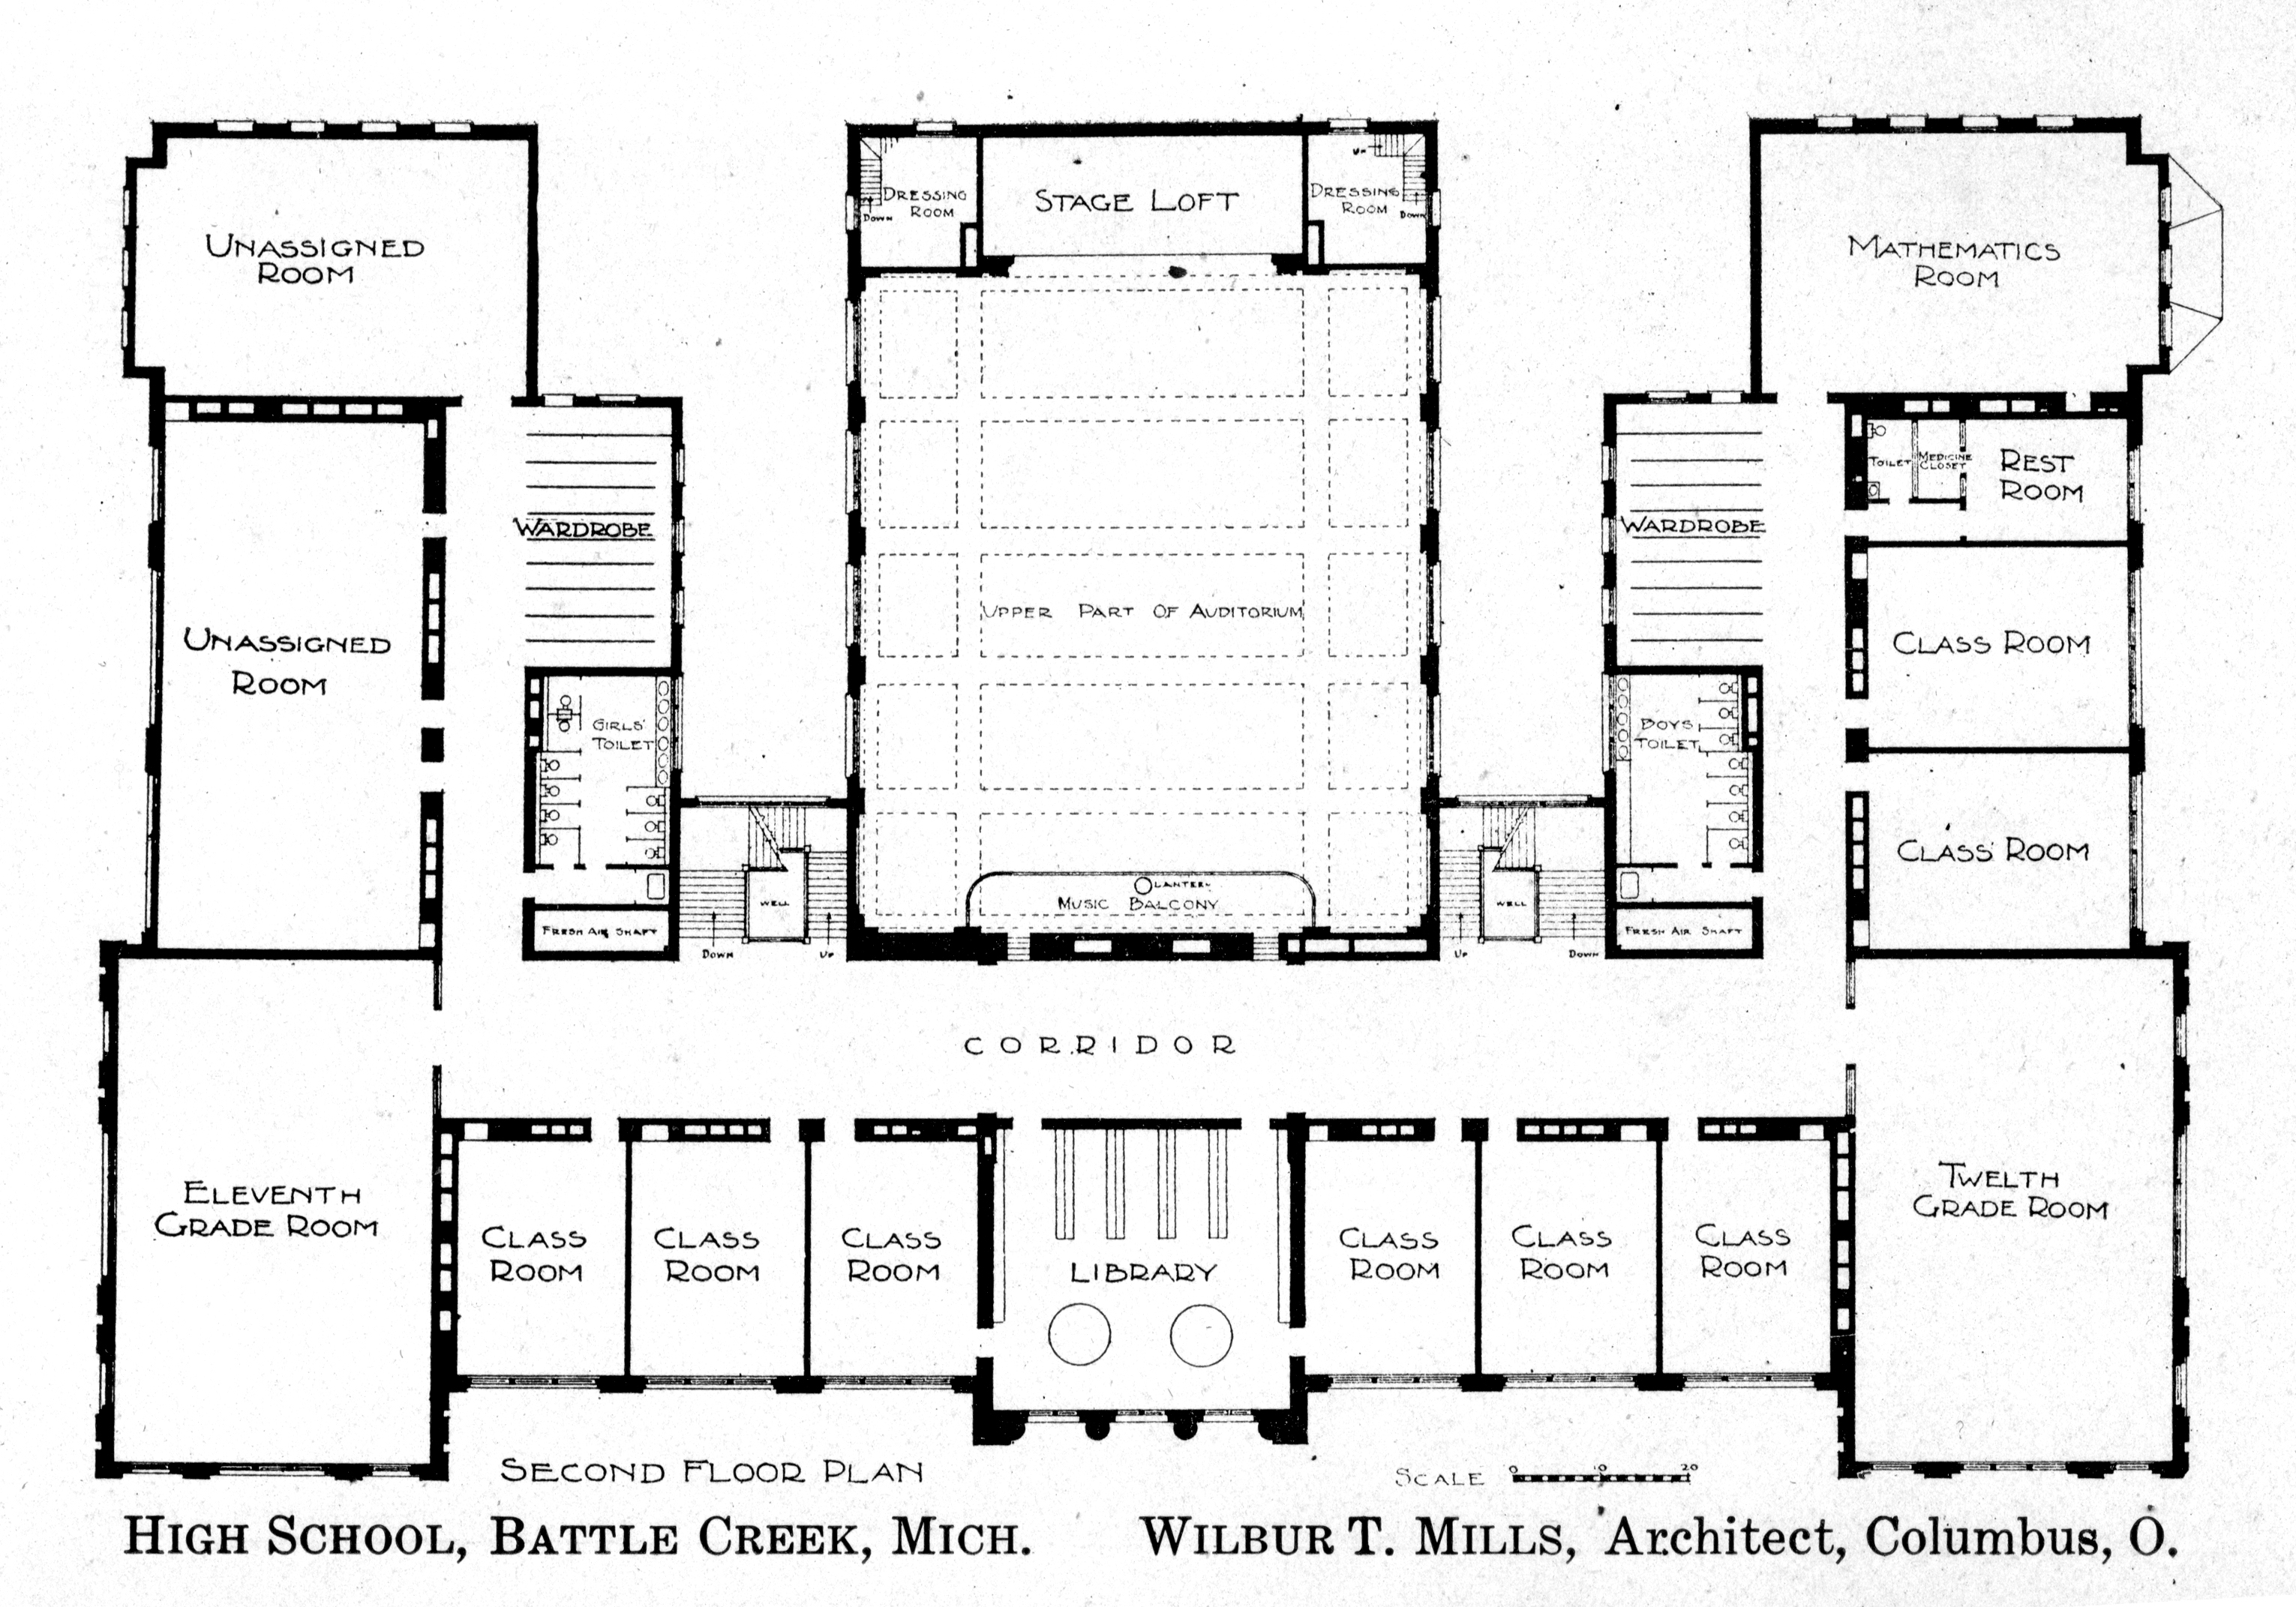 UNASSIGNED
ROOM
DRESSING
ROOM
DOWN
STAGE LOFT
UP
DRESSING
ROOM
DOWN
MATHEMATICS
ROOM
WARDROBE
WARDROBE
TOILET
MEDICINE
CLOSET
REST
ROOM
UNASSIGNED
ROOM
UPPER PART OF AUDITORIUM
CLASS ROOM
GIRLS'
TOILET
BOYS
TOILET
CLASS ROOM
LANTERN
MUSIC BALCONY
WELL
WELL
FRESH AIR SHAFT
FRESH AIR SHAFT
DOWN
UP
UP
DOWN
CORRIDOR
ELEVENTH
GRADE ROOM
CLASS
ROOM
CLASS
ROOM
CLASS
ROOM
LIBRARY
CLASS
ROOM
CLASS
ROOM
CLASS
ROOM
TWELTH
GRADE ROOM
SECOND FLOOR PLAN
SCALE 0 10 20
HIGH SCHOOL, BATTLE CREEK, MICH.
WILBUR T. MILLS, Architect, Columbus, O.